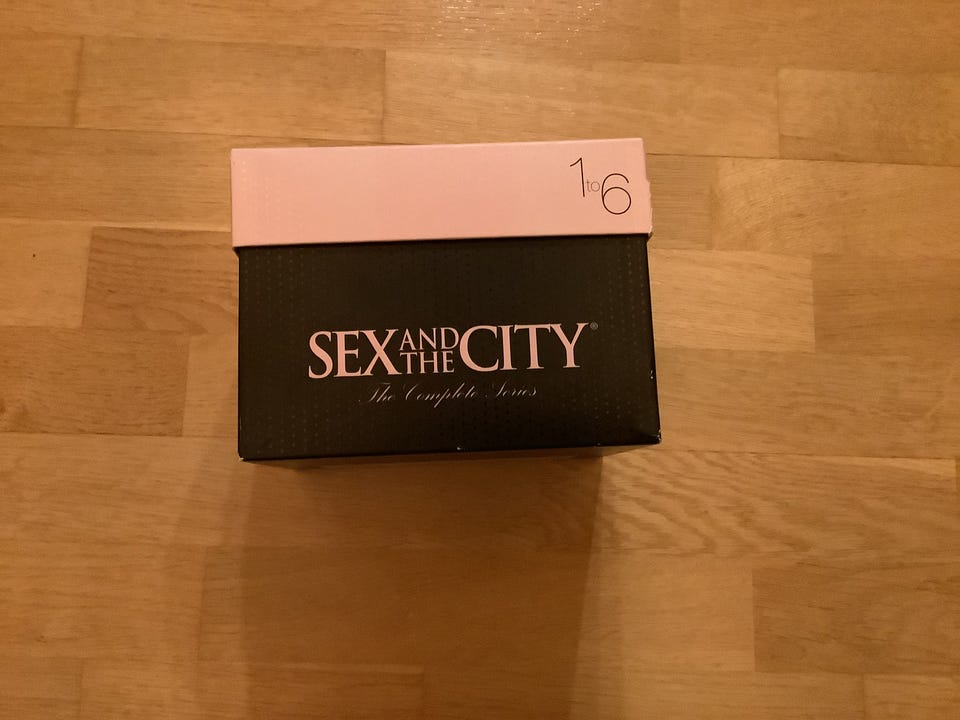 1 to 6
SEX AND THE CITY®
The Complete Series